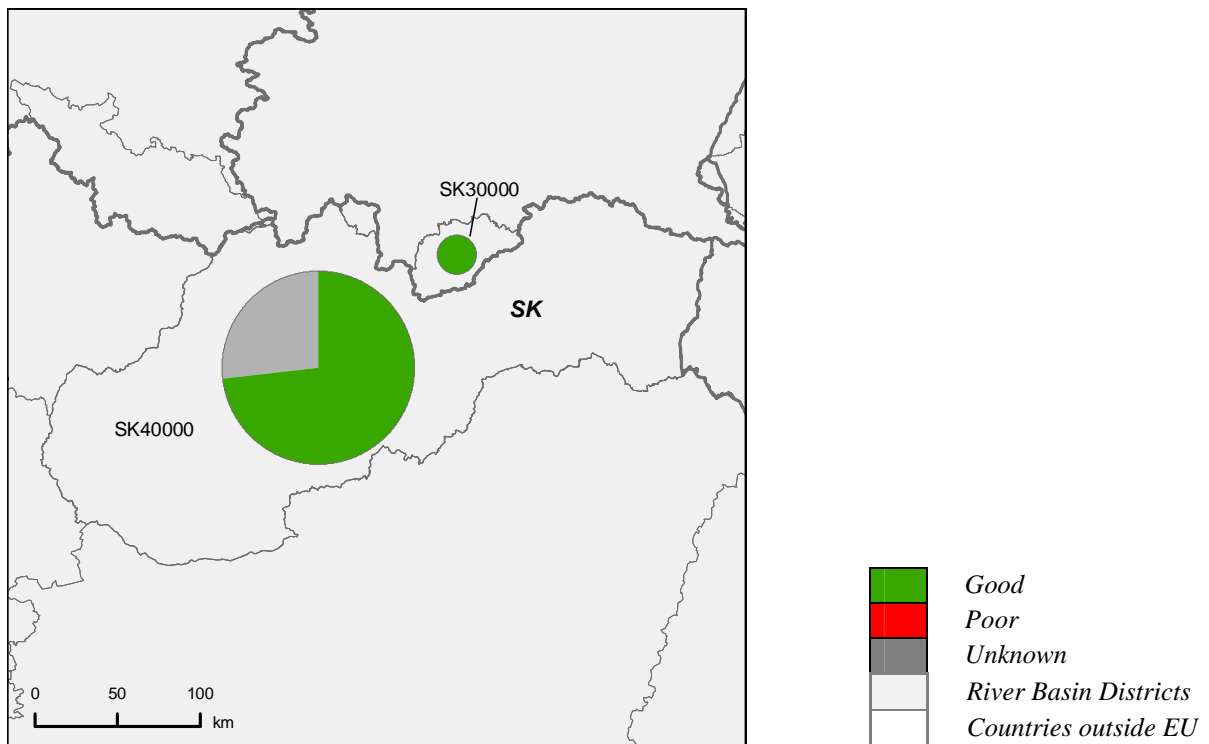 SK30000
SK
SK40000
0 50 100
km
Good
Poor
Unknown
River Basin Districts
Countries outside EU